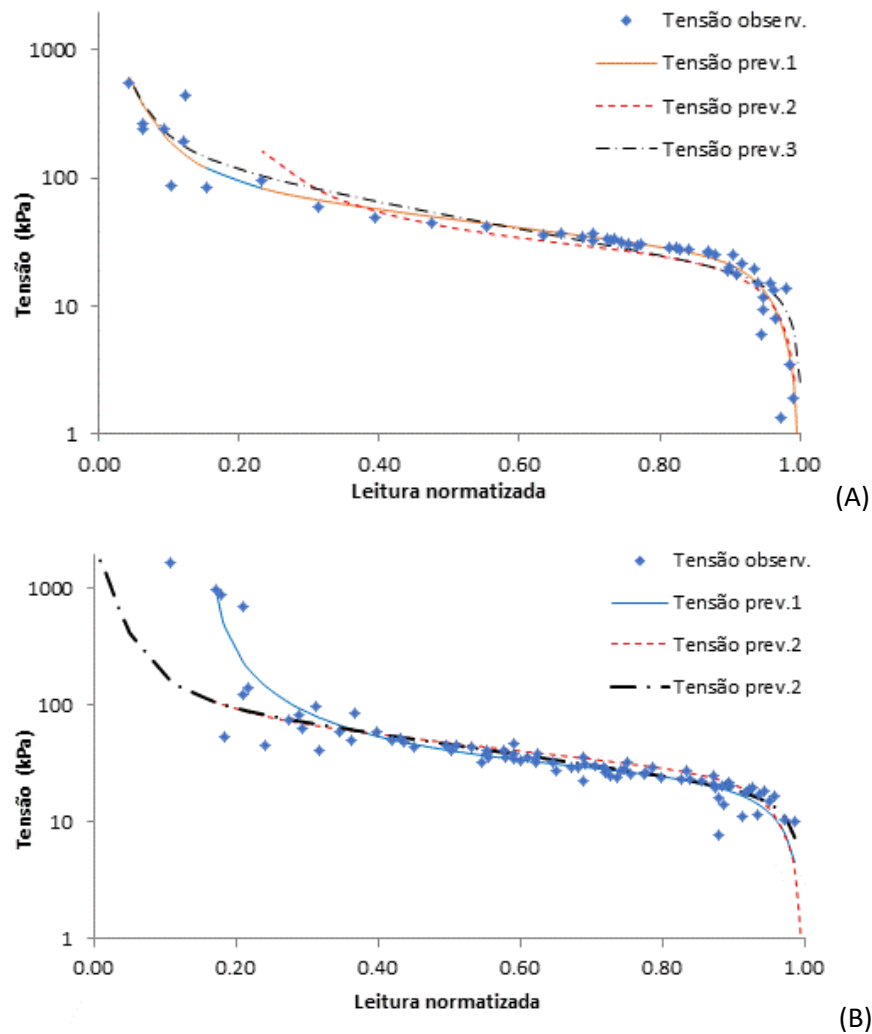 Tensão observ.
Tensão prev.1
Tensão prev.2
Tensão prev.3
1000
100
10
1
Tensão (kPa)
0.00 0.20 0.40 0.60 0.80 1.00
Leitura normatizada
(A)
Tensão observ.
Tensão prev.1
Tensão prev.2
Tensão prev.2
1000
100
10
1
Tensão (kPa)
0.00 0.20 0.40 0.60 0.80 1.00
Leitura normatizada
(B)